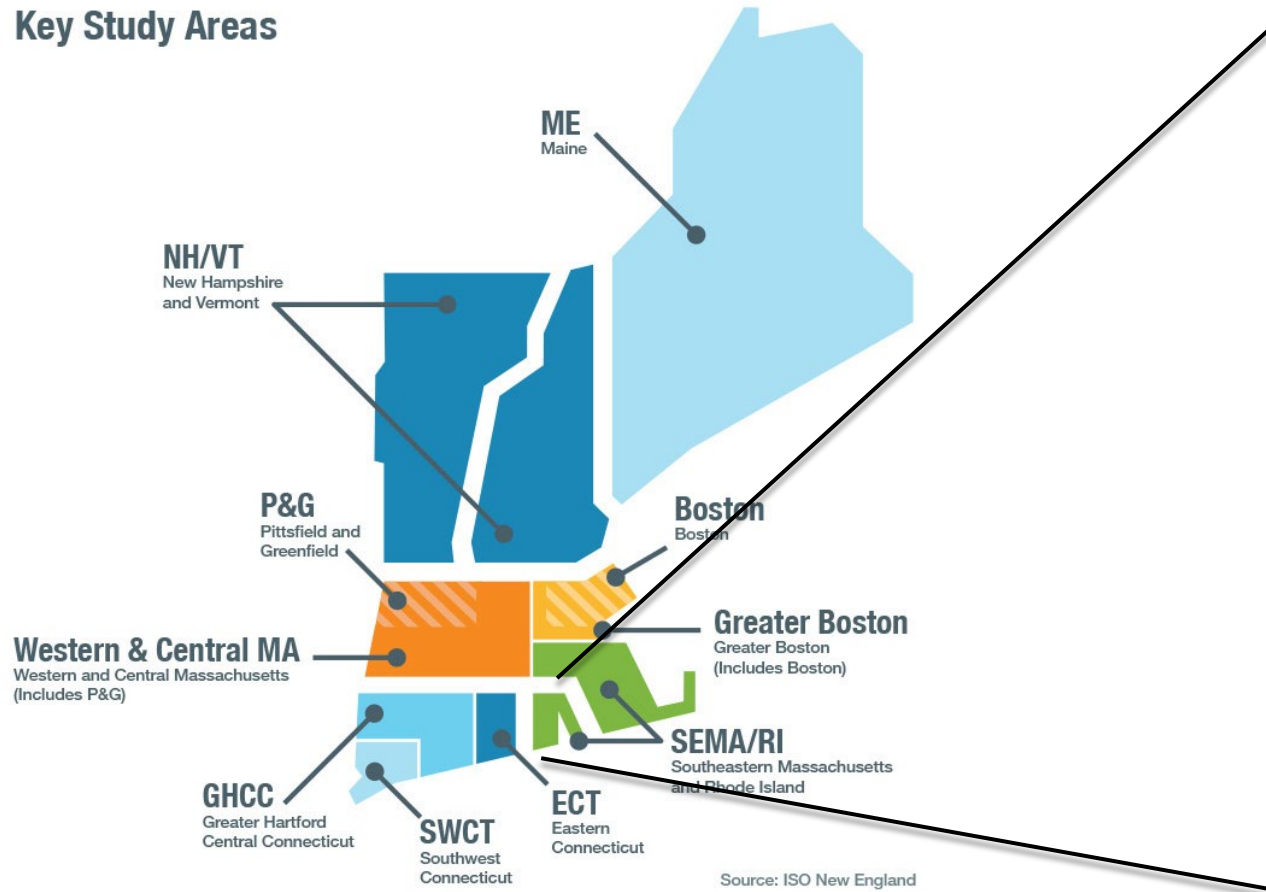 Key Study Areas
ME
Maine
NH/VT
New Hampshire
and Vermont
P&G
Pittsfield and
Greenfield
Boston
Boston
Western & Central MA
Western and Central Massachusetts
(Includes P&G)
Greater Boston
Greater Boston
(Includes Boston)
SEMA/RI
Southeastern Massachusetts
and Rhode Island
GHCC
Greater Hartford
Central Connecticut
SWCT
Southwest
Connecticut
ECT
Eastern
Connecticut
Source: ISO New England